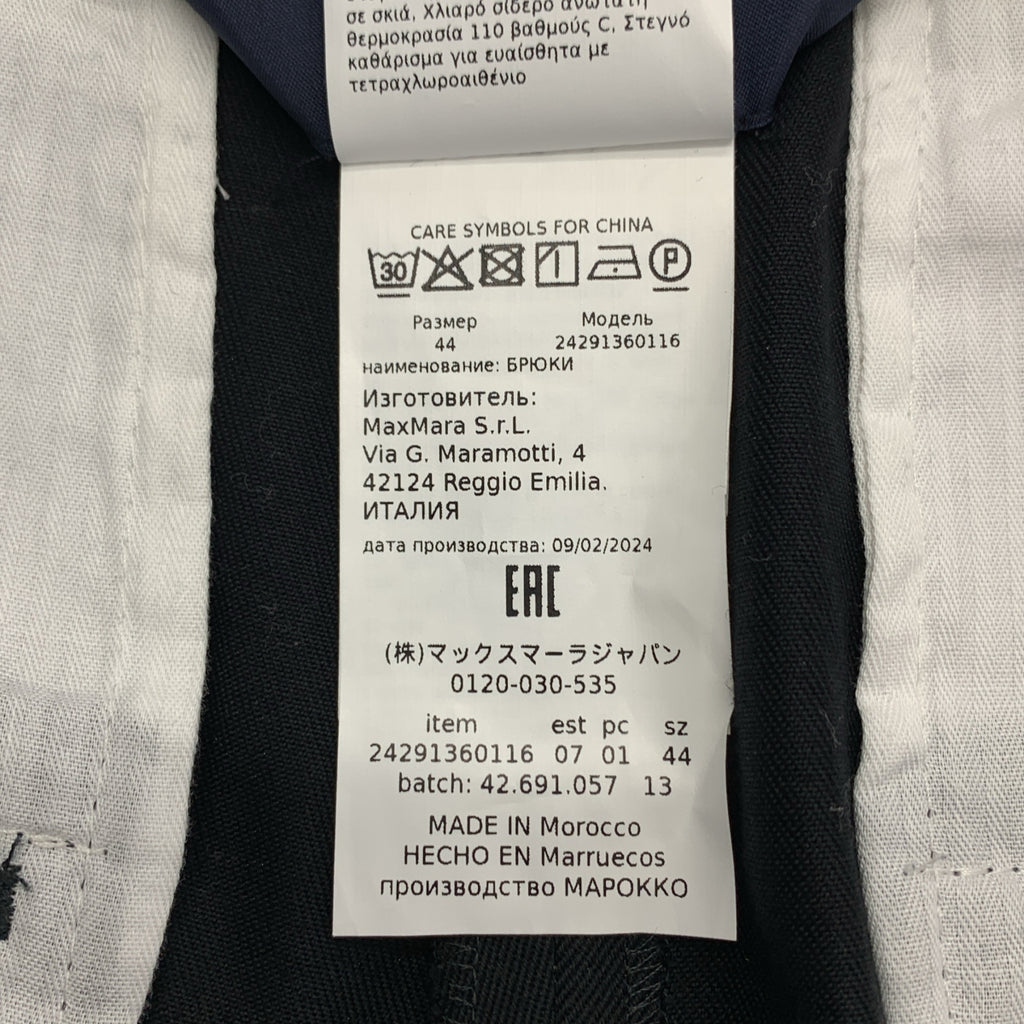 σε σκιά, Χλιαρό σίδερο ανώτατη
θερμοκρασία 110 βαθμούς C, Στεγνό
καθάρισμα για ευαίσθητα με
τετραχλωροαιθένιο
CARE SYMBOLS FOR CHINA
30 P
Размер Модель
44 24291360116
наименование: БРЮКИ
Изготовитель:
MaxMara S.r.L.
Via G. Maramotti, 4
42124 Reggio Emilia.
ИТАЛИЯ
дата производства: 09/02/2024
EAC
(株)マックスマーラジャパン
0120-030-535
item est pc sz
24291360116 07 01 44
batch: 42.691.057 13
MADE IN Morocco
HECHO EN Marruecos
производство МАРОККО